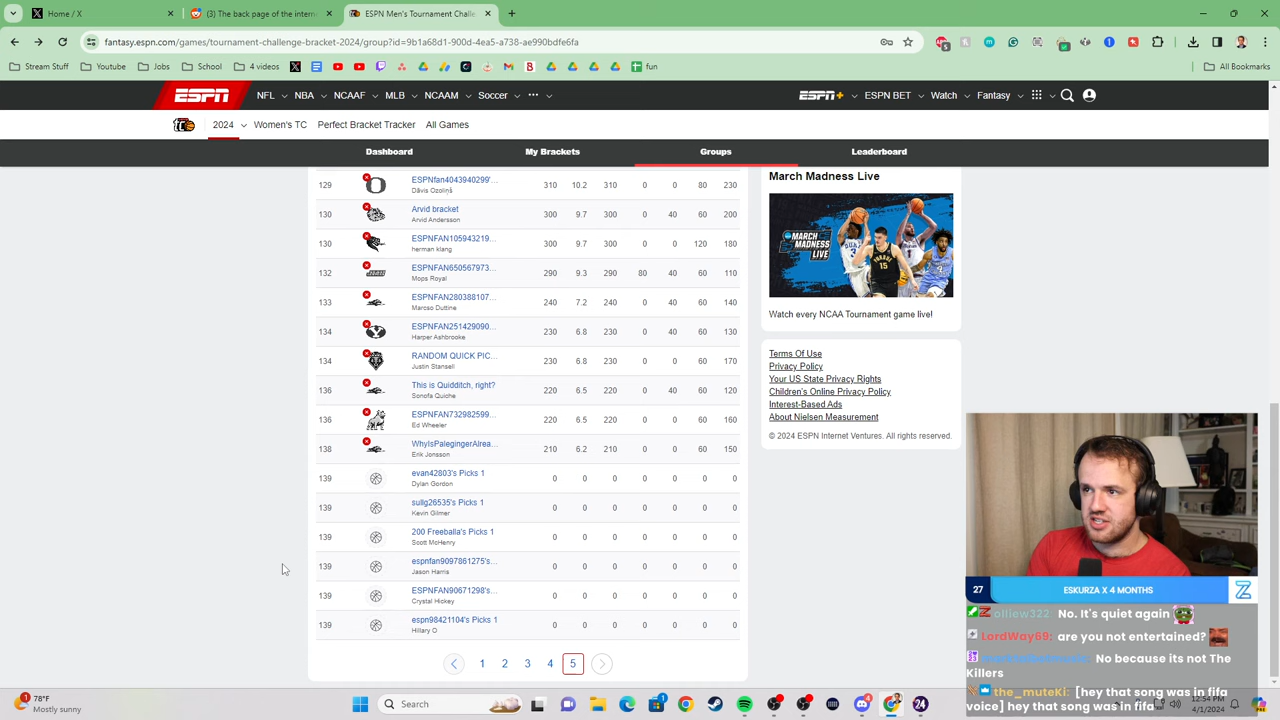 Home / X
(3) The back page of the intern
ESPN Men's Tournament Challe
fantasy.espn.com/games/tournament-challenge-bracket-2024/group?id=9b1a68d1-900d-4ea5-a738-ae990bdfe6fa
Stream Stuff Youtube Jobs School 4 videos fun All Bookmarks
ESPN NFL NBA NCAAF MLB NCAAM Soccer ESPN+ ESPN BET Watch Fantasy
2024 Women's TC Perfect Bracket Tracker All Games
Dashboard My Brackets Groups Leaderboard
129 ESPNfan4043940299'... 310 10.2 310 0 0 80 230
Dāvis Ozoliņš
130 Arvid bracket 300 9.7 300 0 40 60 200
Arvid Andersson
130 ESPNFAN105943219... 300 9.7 300 0 0 120 180
herman klang
132 ESPNFAN650567973... 290 9.3 290 80 40 60 110
Mops Royal
133 ESPNFAN280388107... 240 7.2 240 0 40 60 140
Marcso Duttine
134 ESPNFAN251429090... 230 6.8 230 0 40 60 130
Harper Ashbrooke
134 RANDOM QUICK PIC... 230 6.8 230 0 0 60 170
Justin Stansell
136 This is Quidditch, right? 220 6.5 220 0 40 60 120
Sonofa Quiche
136 ESPNFAN732982599... 220 6.5 220 0 0 60 160
Ed Wheeler
138 WhyIsPalegingerAlrea... 210 6.2 210 0 0 60 150
Erik Jonsson
139 evan42803's Picks 1 0 0 0 0 0 0 0
Dylan Gordon
139 sullg26535's Picks 1 0 0 0 0 0 0 0
Kevin Gilmer
139 200 Freeballa's Picks 1 0 0 0 0 0 0 0
Scott McHenry
139 espnfan9097861275's... 0 0 0 0 0 0 0
Jason Harris
139 ESPNFAN90671298's... 0 0 0 0 0 0 0
Crystal Hickey
139 espn98421104's Picks 1 0 0 0 0 0 0 0
Hillary O
1 2 3 4 5
March Madness Live
MARCH MADNESS LIVE
PURDUE
15
Watch every NCAA Tournament game live!
Terms Of Use
Privacy Policy
Your US State Privacy Rights
Children's Online Privacy Policy
Interest-Based Ads
About Nielsen Measurement
© 2024 ESPN Internet Ventures. All rights reserved.
27 ESKURZA X 4 MONTHS Z
olliew322: No. It's quiet again
LordWay69: are you not entertained?
No because its not The
Killers
the_muteKi: [hey that song was in fifa
voice] hey that song was in fifa
78°F
Mostly sunny
Search
12:54 PM
4/1/2024